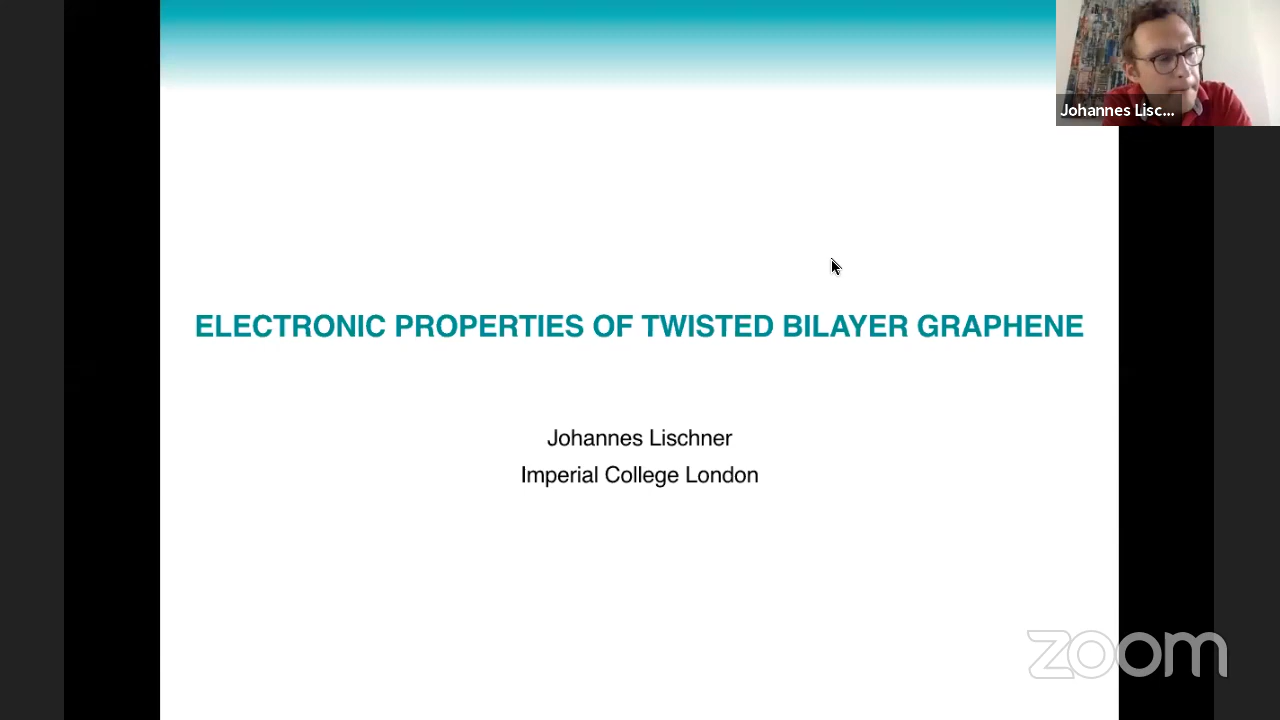 Johannes Lisc...
ELECTRONIC PROPERTIES OF TWISTED BILAYER GRAPHENE
Johannes Lischner
Imperial College London
zoom